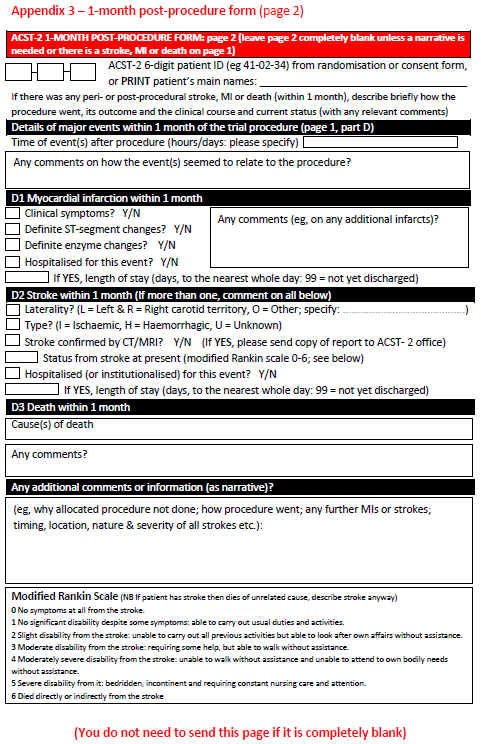 Appendix 3 – 1-month post-procedure form (page 2)
ACST-2 1-MONTH POST-PROCEDURE FORM: page 2 (leave page 2 completely blank unless a narrative is
needed or there is a stroke, MI or death on page 1)
ACST-2 6-digit patient ID (eg 41-02-34) from randomisation or consent form,
or PRINT patient's main names:
If there was any peri- or post-procedural stroke, MI or death (within 1 month), describe briefly how the
procedure went, its outcome and the clinical course and current status (with any relevant comments)
Details of major events within 1 month of the trial procedure (page 1, part D)
Time of event(s) after procedure (hours/days: please specify)
Any comments on how the event(s) seemed to relate to the procedure?
D1 Myocardial infarction within 1 month
Clinical symptoms? Y/N
Any comments (eg, on any additional infarcts)?
Definite ST-segment changes? Y/N
Definite enzyme changes? Y/N
Hospitalised for this event? Y/N
If YES, length of stay (days, to the nearest whole day: 99 = not yet discharged)
D2 Stroke within 1 month (If more than one, comment on all below)
Laterality? (L = Left & R = Right carotid territory, O = Other; specify: ........................................)
Type? (I = Ischaemic, H = Haemorrhagic, U = Unknown)
Stroke confirmed by CT/MRI? Y/N (If YES, please send copy of report to ACST- 2 office)
Status from stroke at present (modified Rankin scale 0-6; see below)
Hospitalised (or institutionalised) for this event? Y/N
If YES, length of stay (days, to the nearest whole day: 99 = not yet discharged)
D3 Death within 1 month
Cause(s) of death
Any comments?
Any additional comments or information (as narrative)?
(eg, why allocated procedure not done; how procedure went; any further MIs or strokes;
timing, location, nature & severity of all strokes etc.):
Modified Rankin Scale (NB If patient has stroke then dies of unrelated cause, describe stroke anyway)
0 No symptoms at all from the stroke.
1 No significant disability despite some symptoms: able to carry out usual duties and activities.
2 Slight disability from the stroke: unable to carry out all previous activities but able to look after own affairs without assistance.
3 Moderate disability from the stroke: requiring some help, but able to walk without assistance.
4 Moderately severe disability from the stroke: unable to walk without assistance and unable to attend to own bodily needs
without assistance.
5 Severe disability from it: bedridden, incontinent and requiring constant nursing care and attention.
6 Died directly or indirectly from the stroke
(You do not need to send this page if it is completely blank)